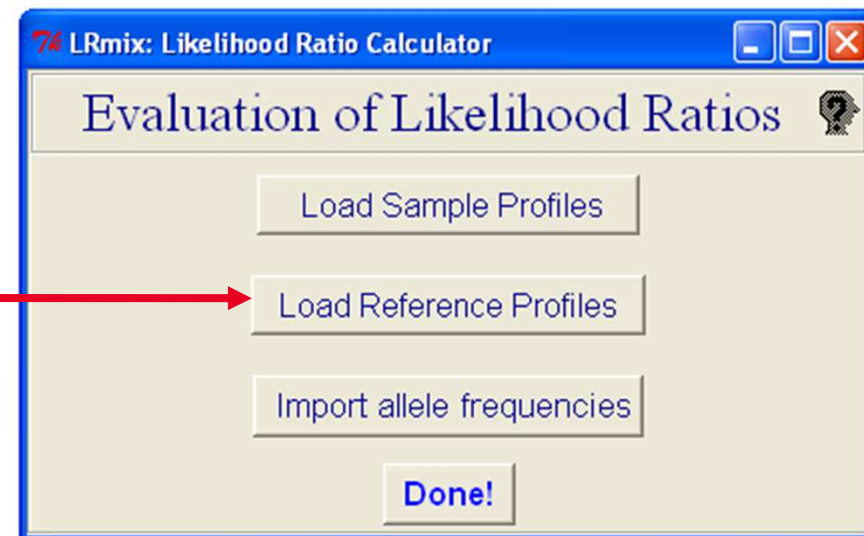 LRmix: Likelihood Ratio Calculator
Evaluation of Likelihood Ratios
Load Sample Profiles
Load Reference Profiles
Import allele frequencies
Done!